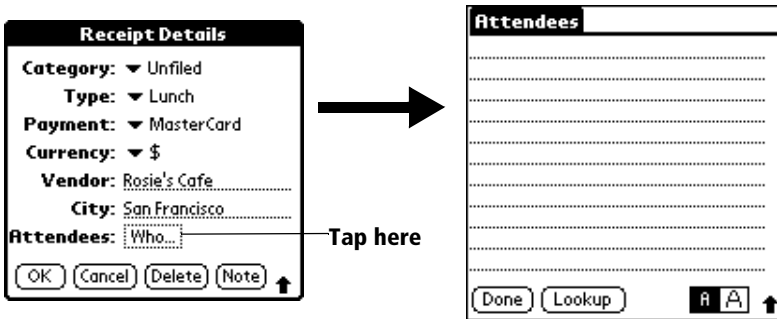 Receipt Details
Category: Unfiled
Type: Lunch
Payment: MasterCard
Currency: $
Vendor: Rosie's Cafe
City: San Francisco
Attendees: Who...
OK Cancel Delete Note
Tap here
Attendees
Done Lookup A A